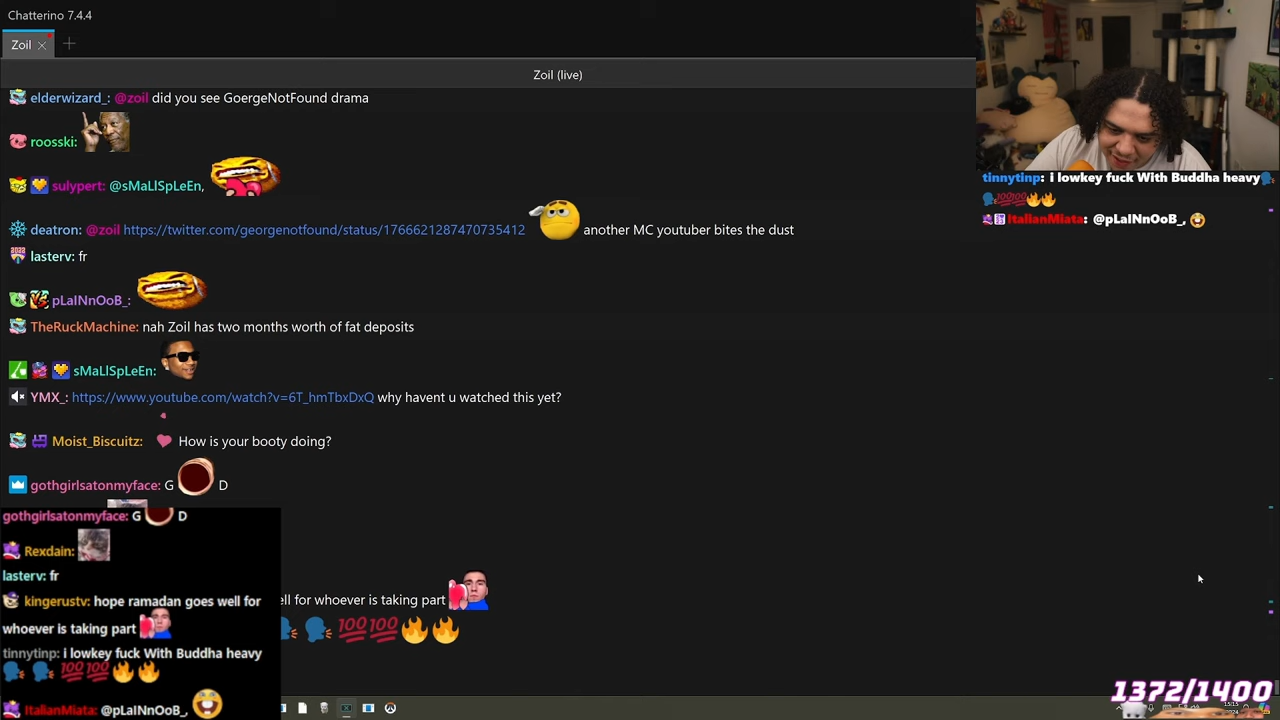 Chatterino 7.4.4
Zoil
Zoil (live)
elderwizard_: @zoil did you see GoergeNotFound drama
roosski:
sulypert: @sMaLlSpLeEn,
deatron: @zoil https://twitter.com/georgenotfound/status/1766621287470735412 another MC youtuber bites the dust
lasterv: fr
pLaINnOoB_:
TheRuckMachine: nah Zoil has two months worth of fat deposits
sMaLlSpLeEn:
YMX_: https://www.youtube.com/watch?v=6T_hmTbxDxQ why havent u watched this yet?
Moist_Biscuitz: How is your booty doing?
gothgirlsatonmyface: G D
ell for whoever is taking part
💯💯🔥🔥
gothgirlsatonmyface: G D
Rexdain:
lasterv: fr
kingerustv: hope ramadan goes well for
whoever is taking part
tinnytinp: i lowkey fuck With Buddha heavy
🗣️ 🗣️ 💯💯🔥🔥
ItalianMiata: @pLaINnOoB_,
tinnytinp: i lowkey fuck With Buddha heavy🗣️
🗣️💯💯🔥🔥
ItalianMiata: @pLaINnOoB_,
1372/1400